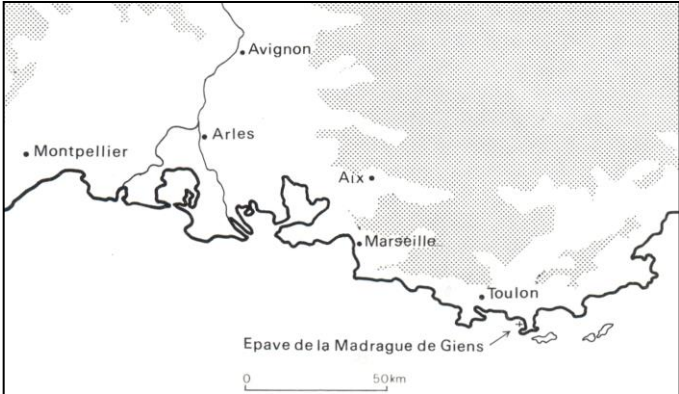 Avignon
Arles
Montpellier
Aix
Marseille
Toulon
Epave de la Madrague de Giens
0 50km